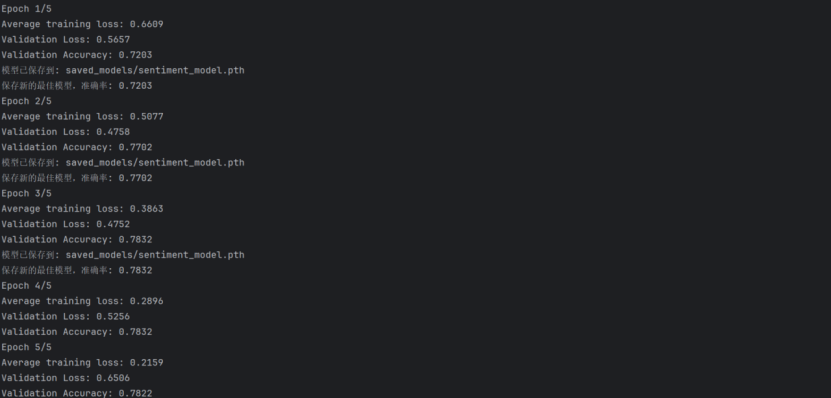 Epoch 1/5
Average training loss: 0.6609
Validation Loss: 0.5657
Validation Accuracy: 0.7203
模型已保存到: saved_models/sentiment_model.pth
保存新的最佳模型，准确率: 0.7203
Epoch 2/5
Average training loss: 0.5077
Validation Loss: 0.4758
Validation Accuracy: 0.7702
模型已保存到: saved_models/sentiment_model.pth
保存新的最佳模型，准确率: 0.7702
Epoch 3/5
Average training loss: 0.3863
Validation Loss: 0.4752
Validation Accuracy: 0.7832
模型已保存到: saved_models/sentiment_model.pth
保存新的最佳模型，准确率: 0.7832
Epoch 4/5
Average training loss: 0.2896
Validation Loss: 0.5256
Validation Accuracy: 0.7832
Epoch 5/5
Average training loss: 0.2159
Validation Loss: 0.6506
Validation Accuracy: 0.7822